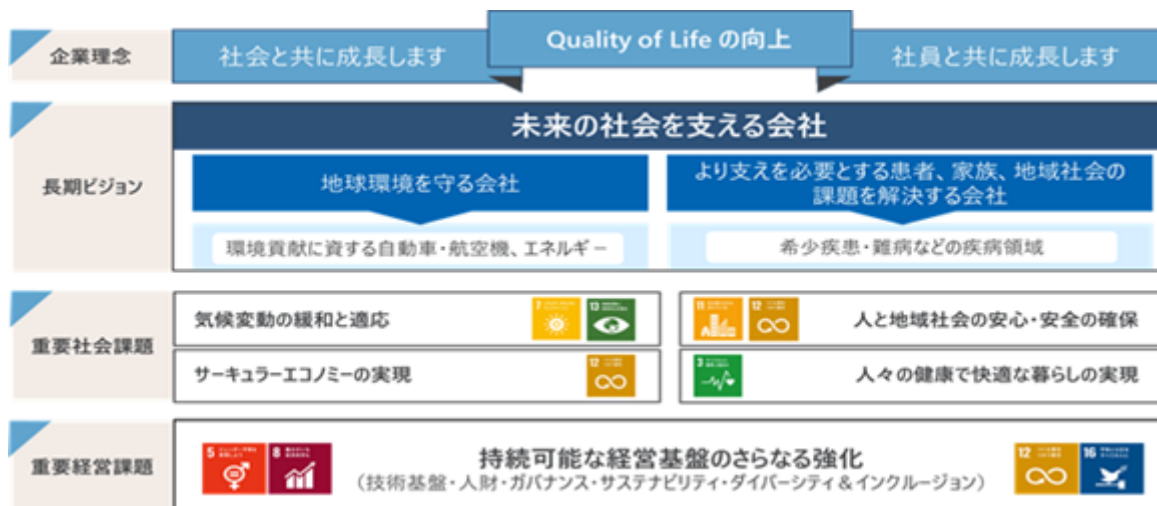 企業理念
社会と共に成長します
Quality of Life の向上
社員と共に成長します
長期ビジョン
未来の社会を支える会社
地球環境を守る会社
より支えを必要とする患者、家族、地域社会の
課題を解決する会社
環境貢献に資する自動車・航空機、エネルギー
希少疾患・難病などの疾病領域
重要社会課題
気候変動の緩和と適応
7
13
11
12
人と地域社会の安心・安全の確保
サーキュラーエコノミーの実現
12
3
人々の健康で快適な暮らしの実現
重要経営課題
5
8
持続可能な経営基盤のさらなる強化
(技術基盤・人財・ガバナンス・サステナビリティ・ダイバーシティ&インクルージョン)
12
16